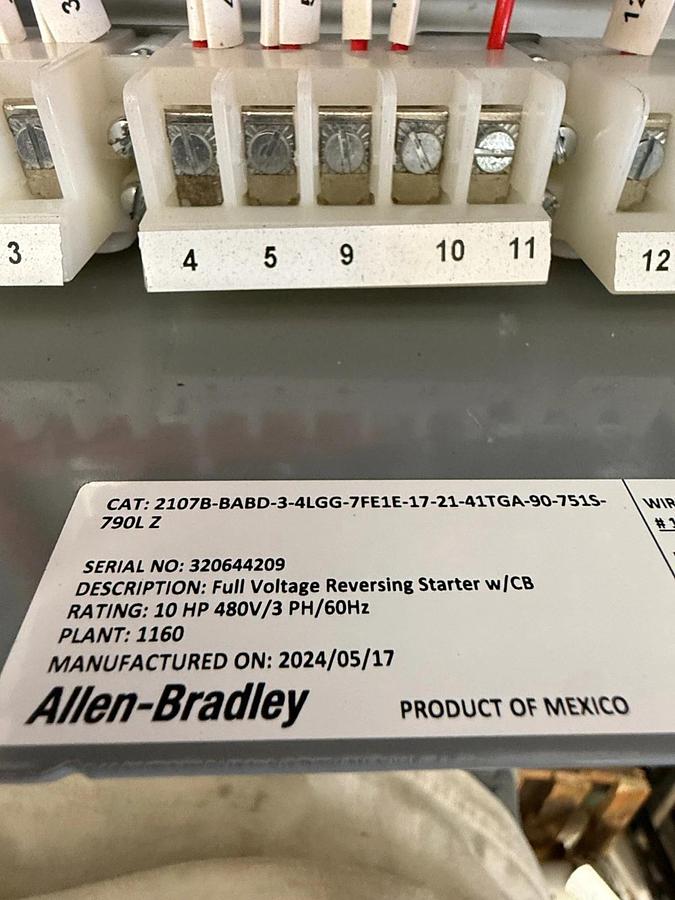 3
4 5 9 10 11
12
CAT: 2107B-BABD-3-4LGG-7FE1E-17-21-41TGA-90-751S-
790L Z
SERIAL NO: 320644209
DESCRIPTION: Full Voltage Reversing Starter w/CB
RATING: 10 HP 480V/3 PH/60Hz
PLANT: 1160
MANUFACTURED ON: 2024/05/17
Allen-Bradley
PRODUCT OF MEXICO